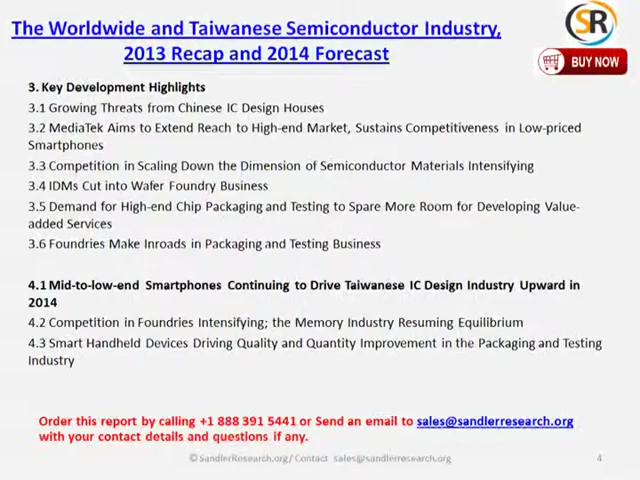 The Worldwide and Taiwanese Semiconductor Industry,
2013 Recap and 2014 Forecast
SR
BUY NOW
3. Key Development Highlights
3.1 Growing Threats from Chinese IC Design Houses
3.2 MediaTek Aims to Extend Reach to High-end Market, Sustains Competitiveness in Low-priced
Smartphones
3.3 Competition in Scaling Down the Dimension of Semiconductor Materials Intensifying
3.4 IDMs Cut into Wafer Foundry Business
3.5 Demand for High-end Chip Packaging and Testing to Spare More Room for Developing Value-
added Services
3.6 Foundries Make Inroads in Packaging and Testing Business
4.1 Mid-to-low-end Smartphones Continuing to Drive Taiwanese IC Design Industry Upward in
2014
4.2 Competition in Foundries Intensifying; the Memory Industry Resuming Equilibrium
4.3 Smart Handheld Devices Driving Quality and Quantity Improvement in the Packaging and Testing
Industry
Order this report by calling +1 888 391 5441 or Send an email to sales@sandlerresearch.org
with your contact details and questions if any.
© SandlerResearch.org/ Contact sales@sandlerresearch.org
4